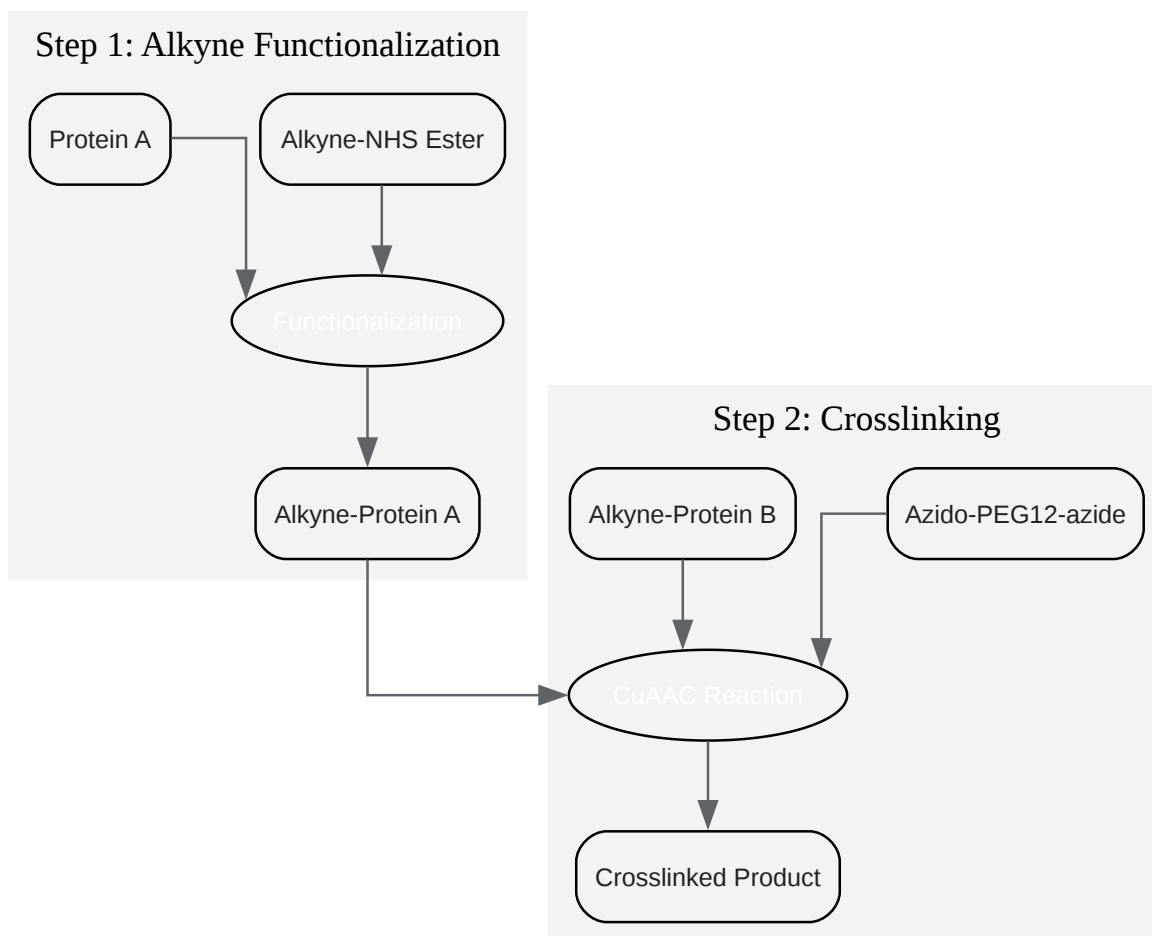 Step 1: Alkyne Functionalization
Protein A
Alkyne-NHS Ester
Functionalization
Alkyne-Protein A
Step 2: Crosslinking
Alkyne-Protein B
Azido-PEG12-azide
CuAAC Reaction
Crosslinked Product